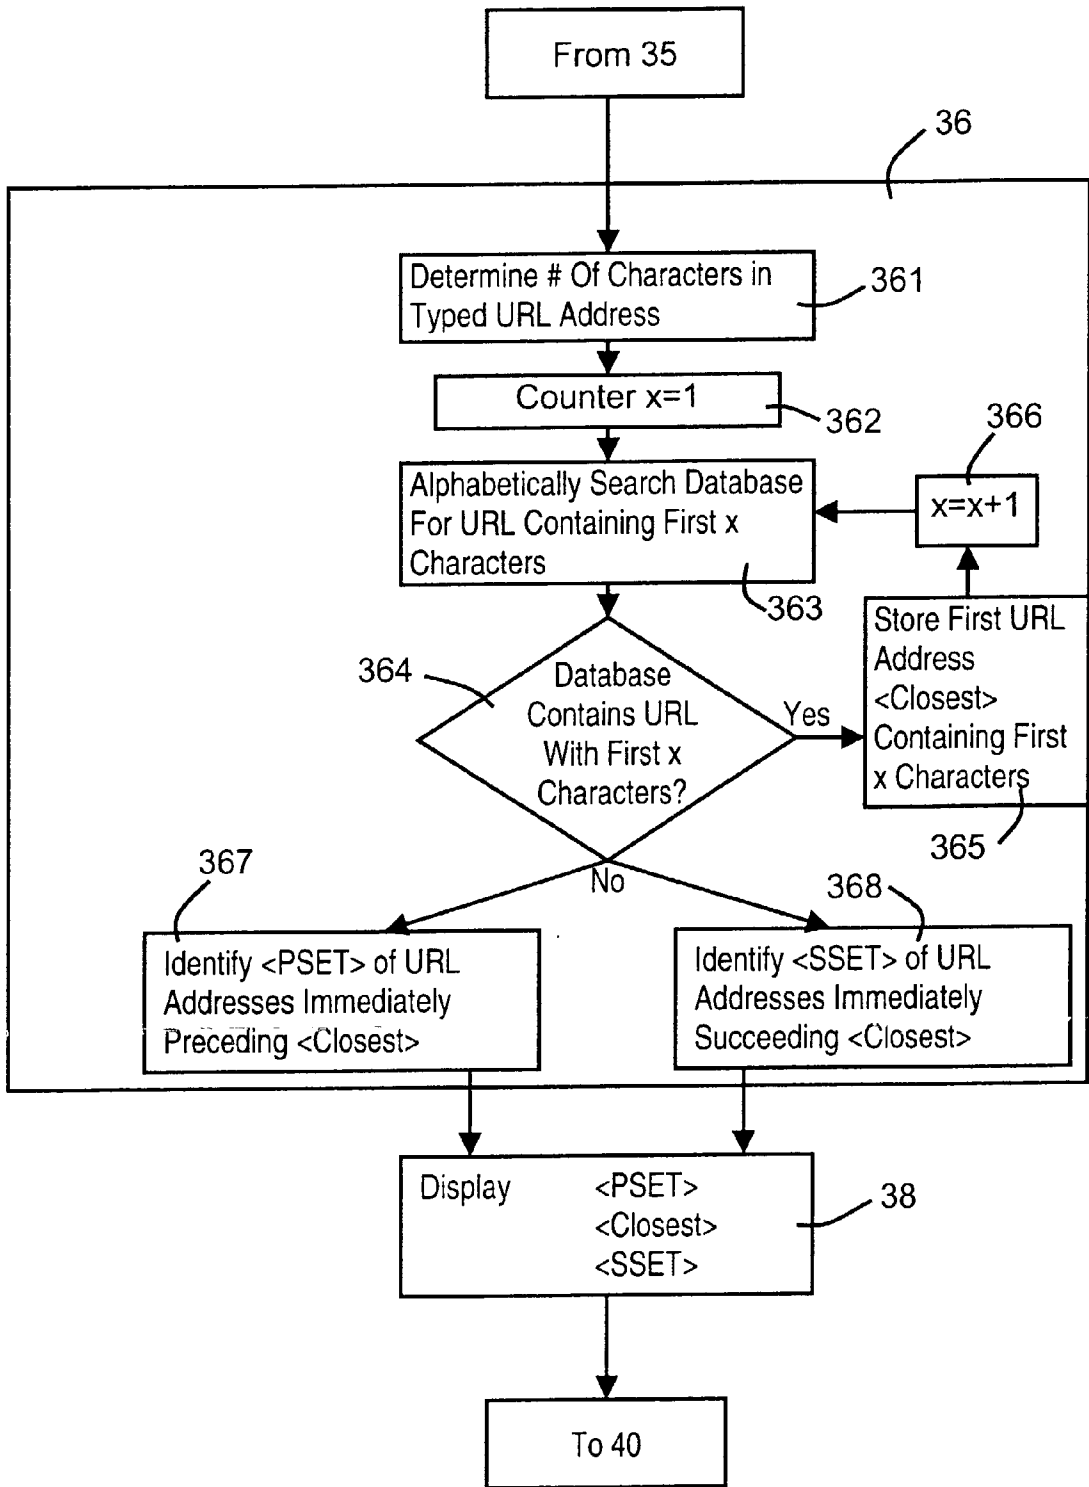 From 35
36
Determine # Of Characters in
Typed URL Address
361
Counter x=1
362
366
Alphabetically Search Database
For URL Containing First x
Characters
x=x+1
363
Store First URL
Address
<Closest>
Containing First
x Characters
364
Database
Contains URL
With First x
Characters?
Yes
365
367
No
368
Identify <PSET> of URL
Addresses Immediately
Preceding <Closest>
Identify <SSET> of URL
Addresses Immediately
Succeeding <Closest>
Display <PSET>
<Closest>
<SSET>
38
To 40